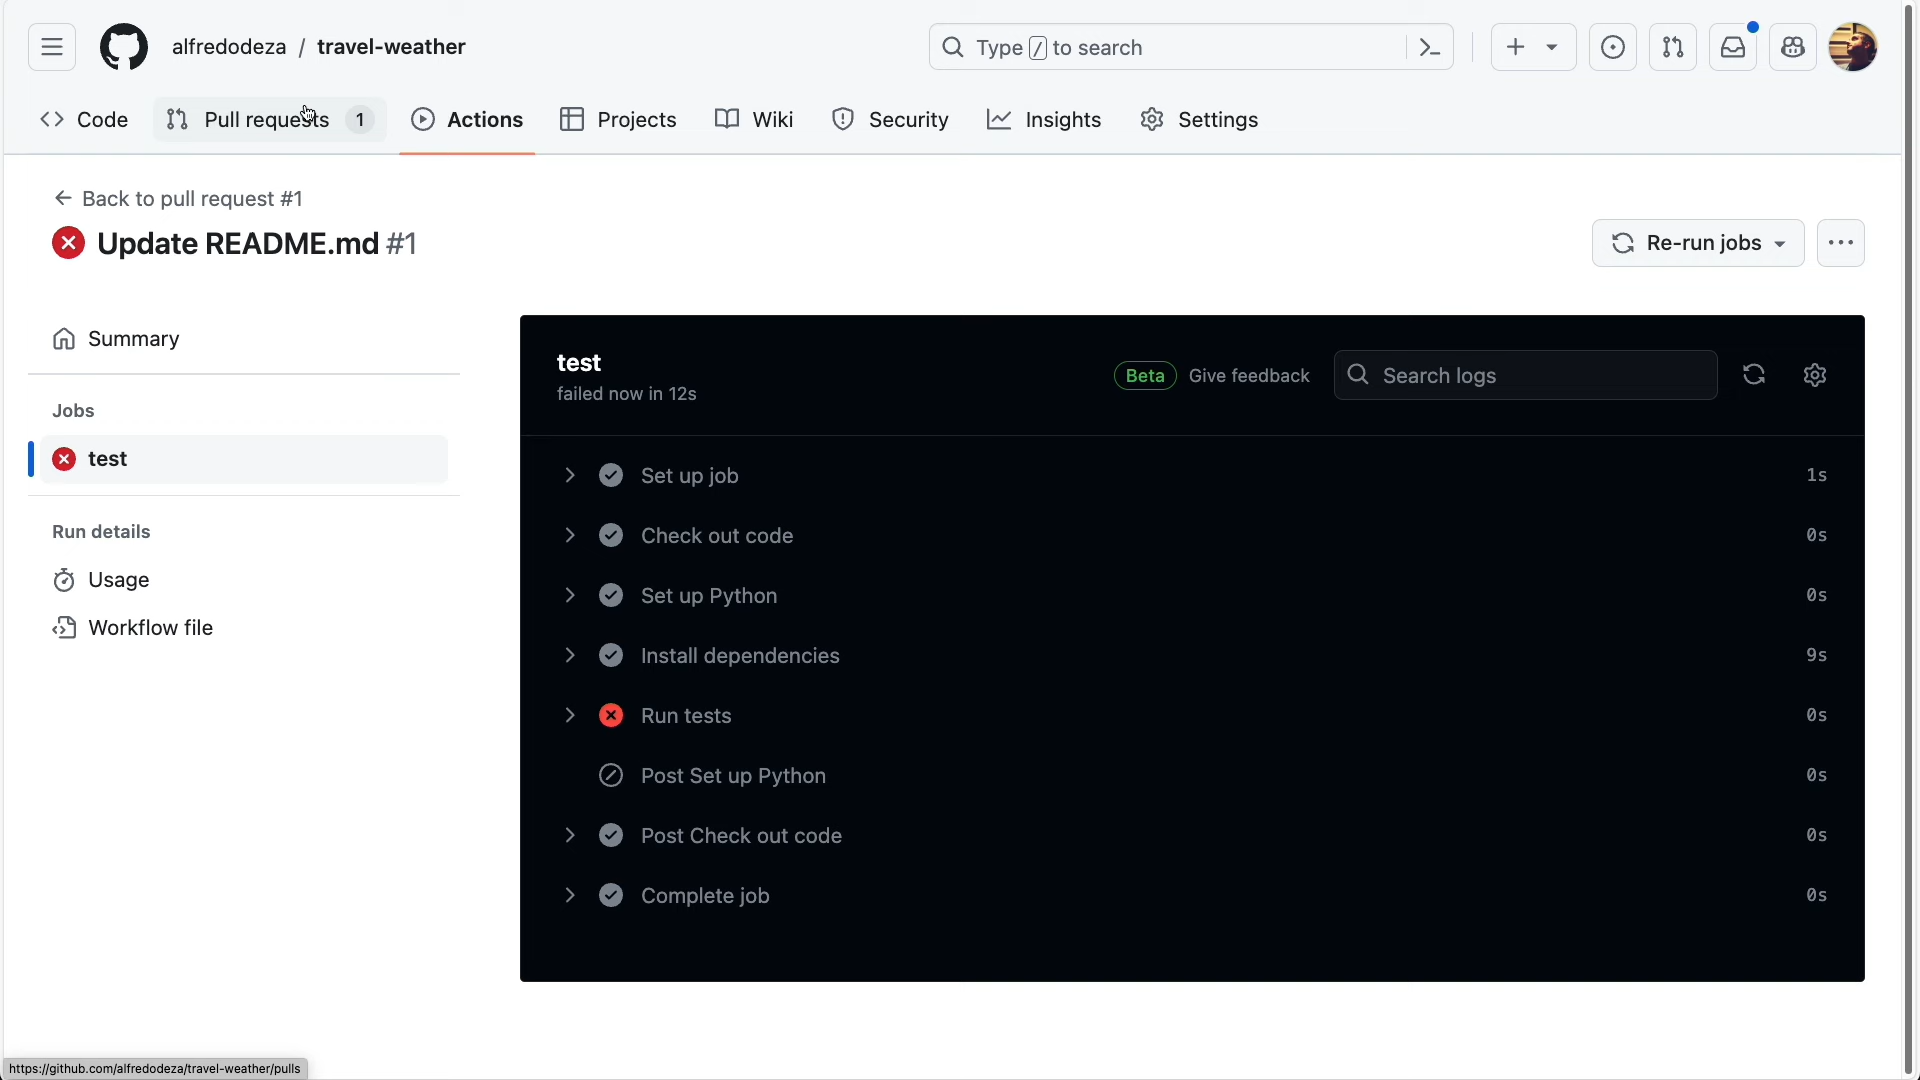 alfredodeza / travel-weather
Type / to search
Code
Pull requests 1
Actions
Projects
Wiki
Security
Insights
Settings
Back to pull request #1
Update README.md #1
Re-run jobs
Summary
Jobs
test
Run details
Usage
Workflow file
test
failed now in 12s
Beta
Give feedback
Search logs
Set up job 1s
Check out code 0s
Set up Python 0s
Install dependencies 9s
Run tests 0s
Post Set up Python 0s
Post Check out code 0s
Complete job 0s
https://github.com/alfredodeza/travel-weather/pulls